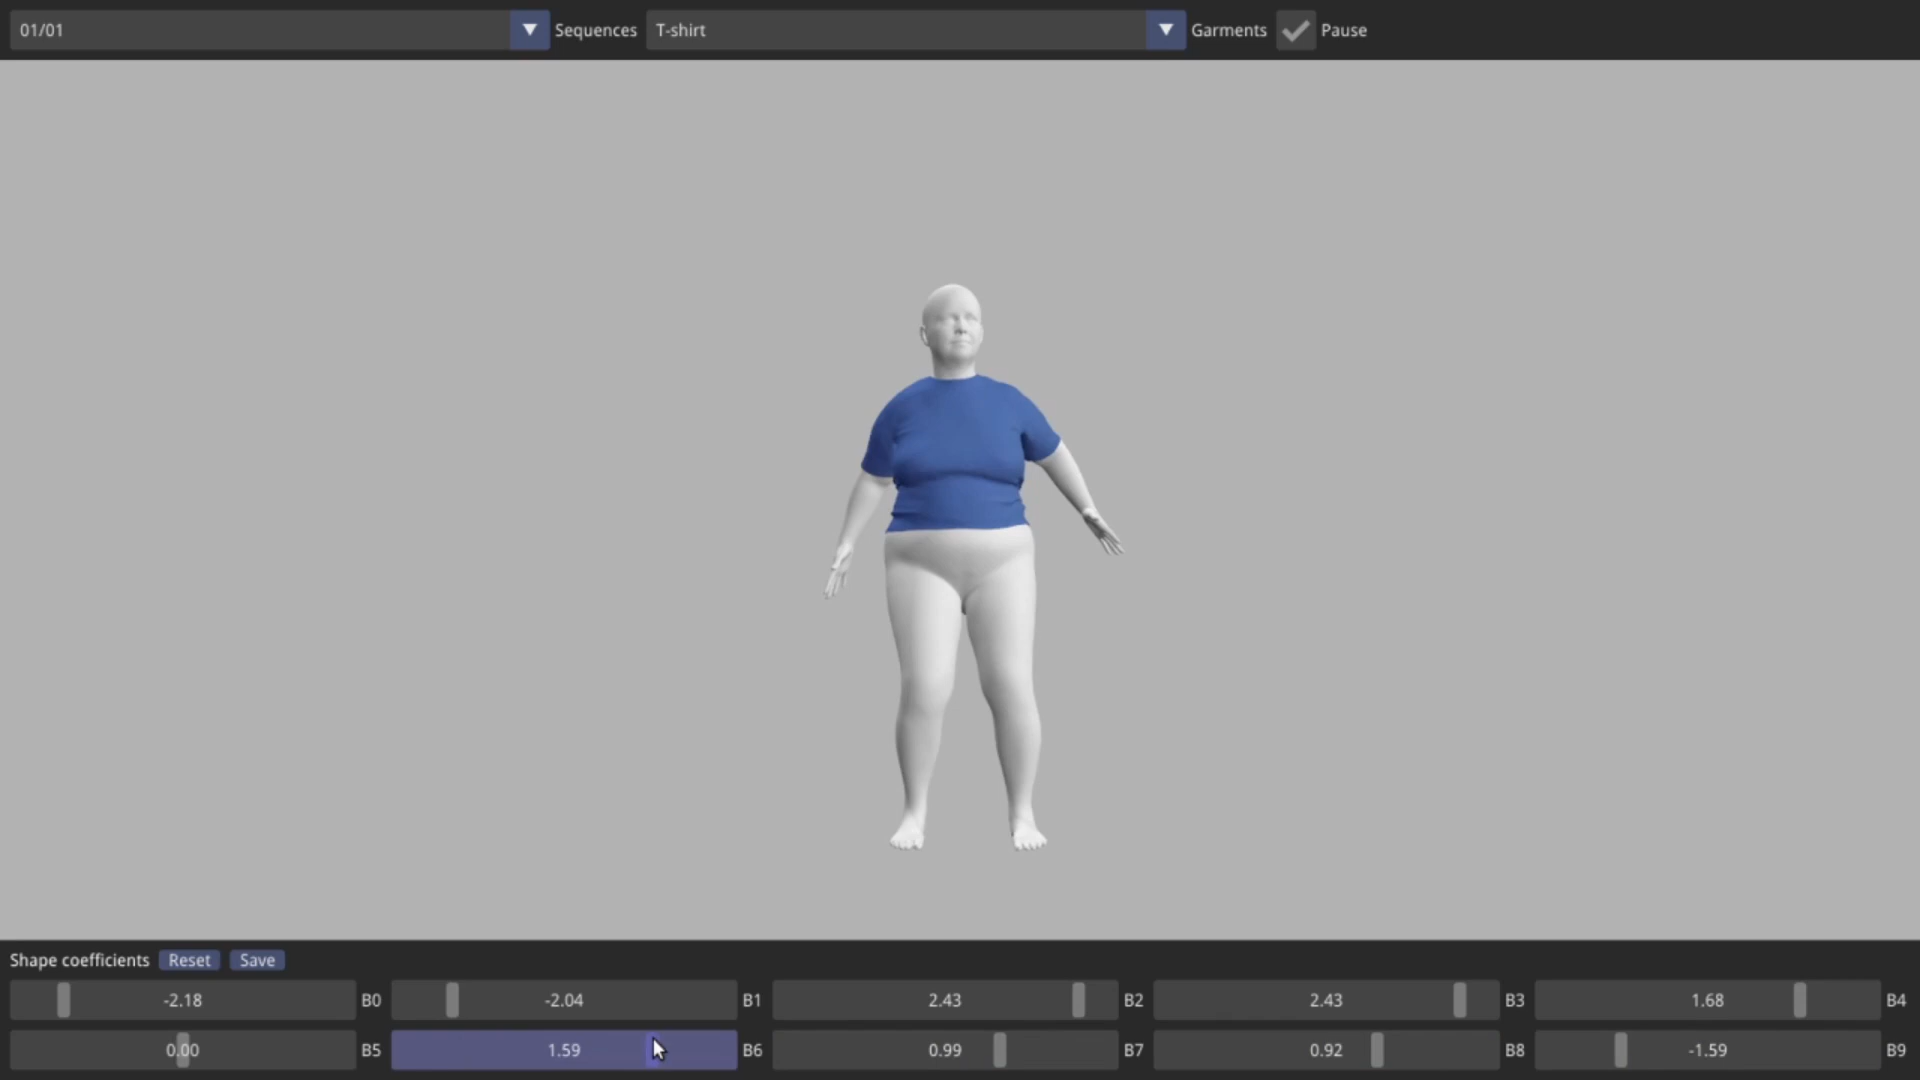 01/01 Sequences T-shirt Garments Pause
Shape coefficients Reset Save
-2.18 B0 -2.04 B1 2.43 B2 2.43 B3 1.68 B4
0.00 B5 1.59 B6 0.99 B7 0.92 B8 -1.59 B9